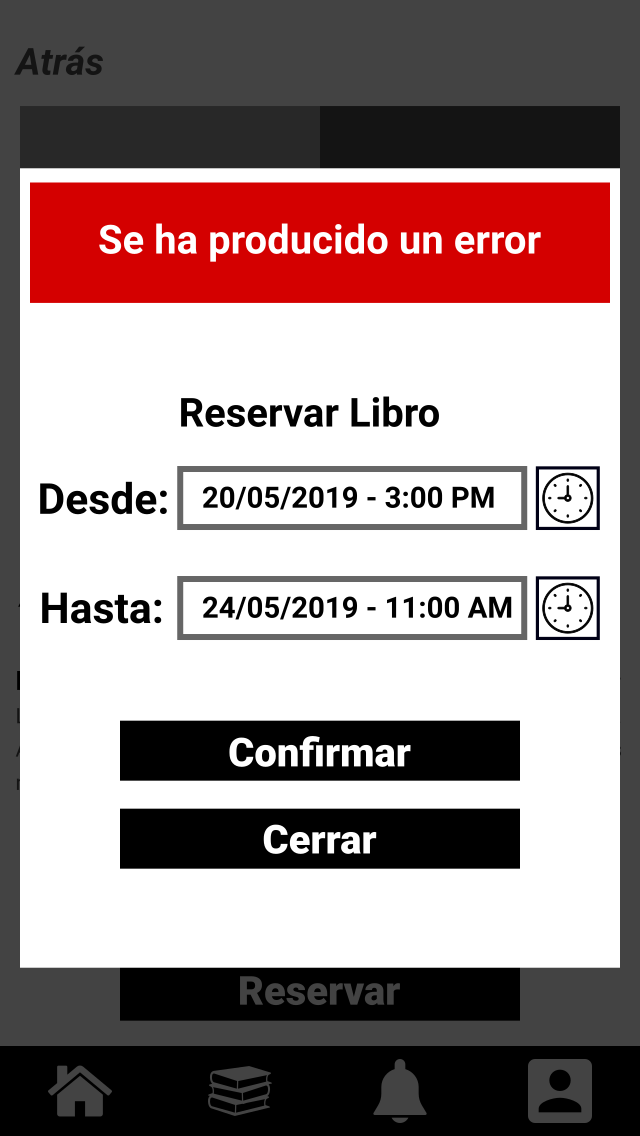 Atrás
Se ha producido un error
Reservar Libro
Desde: 20/05/2019 - 3:00 PM
Hasta: 24/05/2019 - 11:00 AM
Confirmar
Cerrar
Reservar